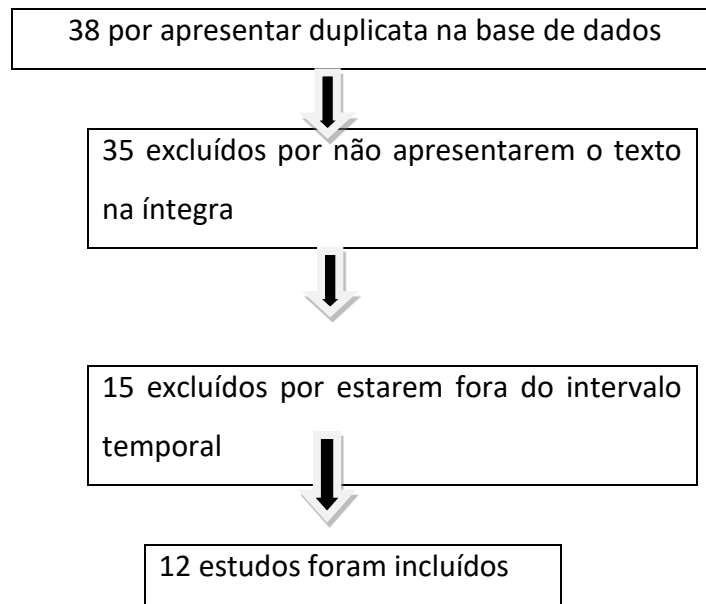 38 por apresentar duplicata na base de dados
35 excluídos por não apresentarem o texto
na íntegra
15 excluídos por estarem fora do intervalo
temporal
12 estudos foram incluídos